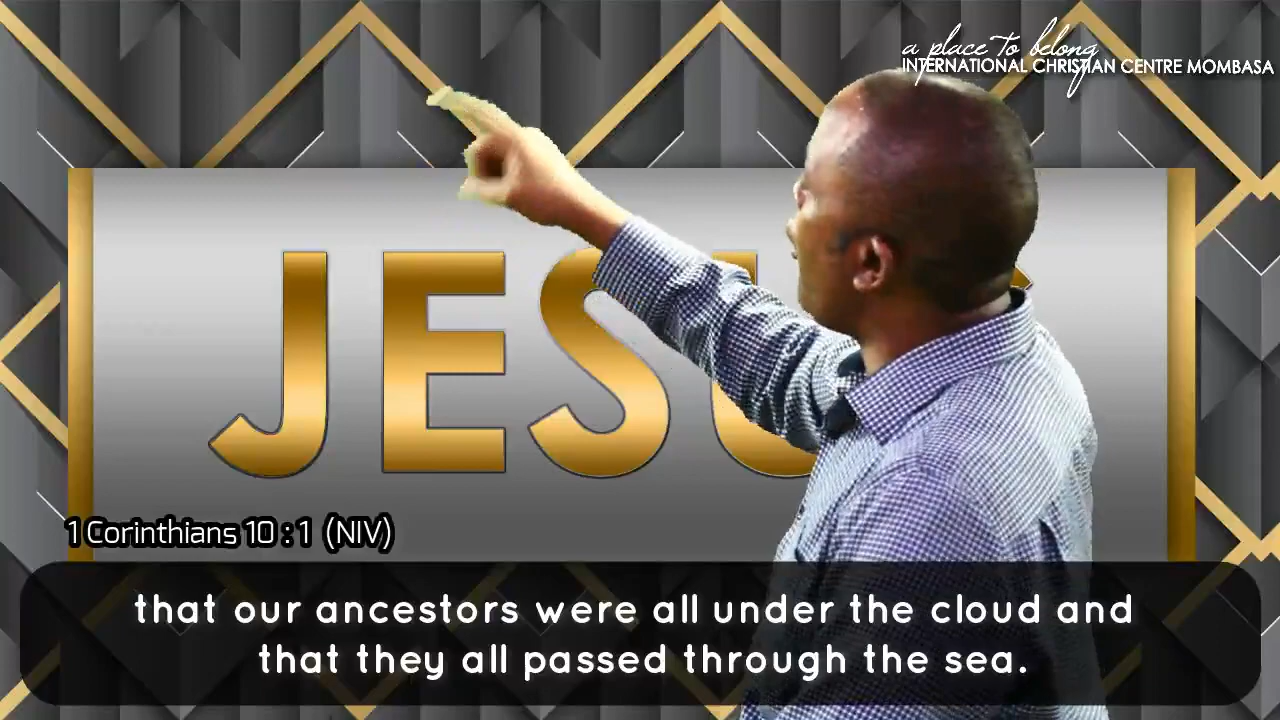 a place to belong
INTERNATIONAL CHRISTIAN CENTRE MOMBASA
JESU
1 Corinthians 10 : 1 (NIV)
that our ancestors were all under the cloud and
that they all passed through the sea.